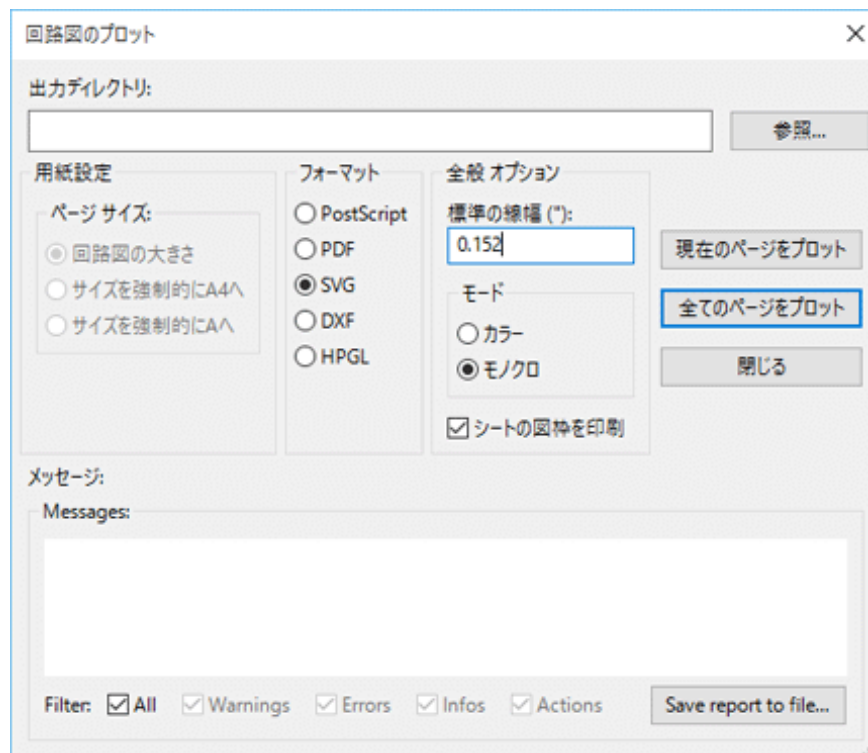 回路図のプロット
出力ディレクトリ:
参照...
用紙設定
ページ サイズ:
回路図の大きさ
サイズを強制的にA4へ
サイズを強制的にAへ
フォーマット
PostScript
PDF
SVG
DXF
HPGL
全般 オプション
標準の線幅 ("):
0.152
モード
カラー
モノクロ
シートの図枠を印刷
現在のページをプロット
全てのページをプロット
閉じる
メッセージ:
Messages:
Filter: All Warnings Errors Infos Actions Save report to file...